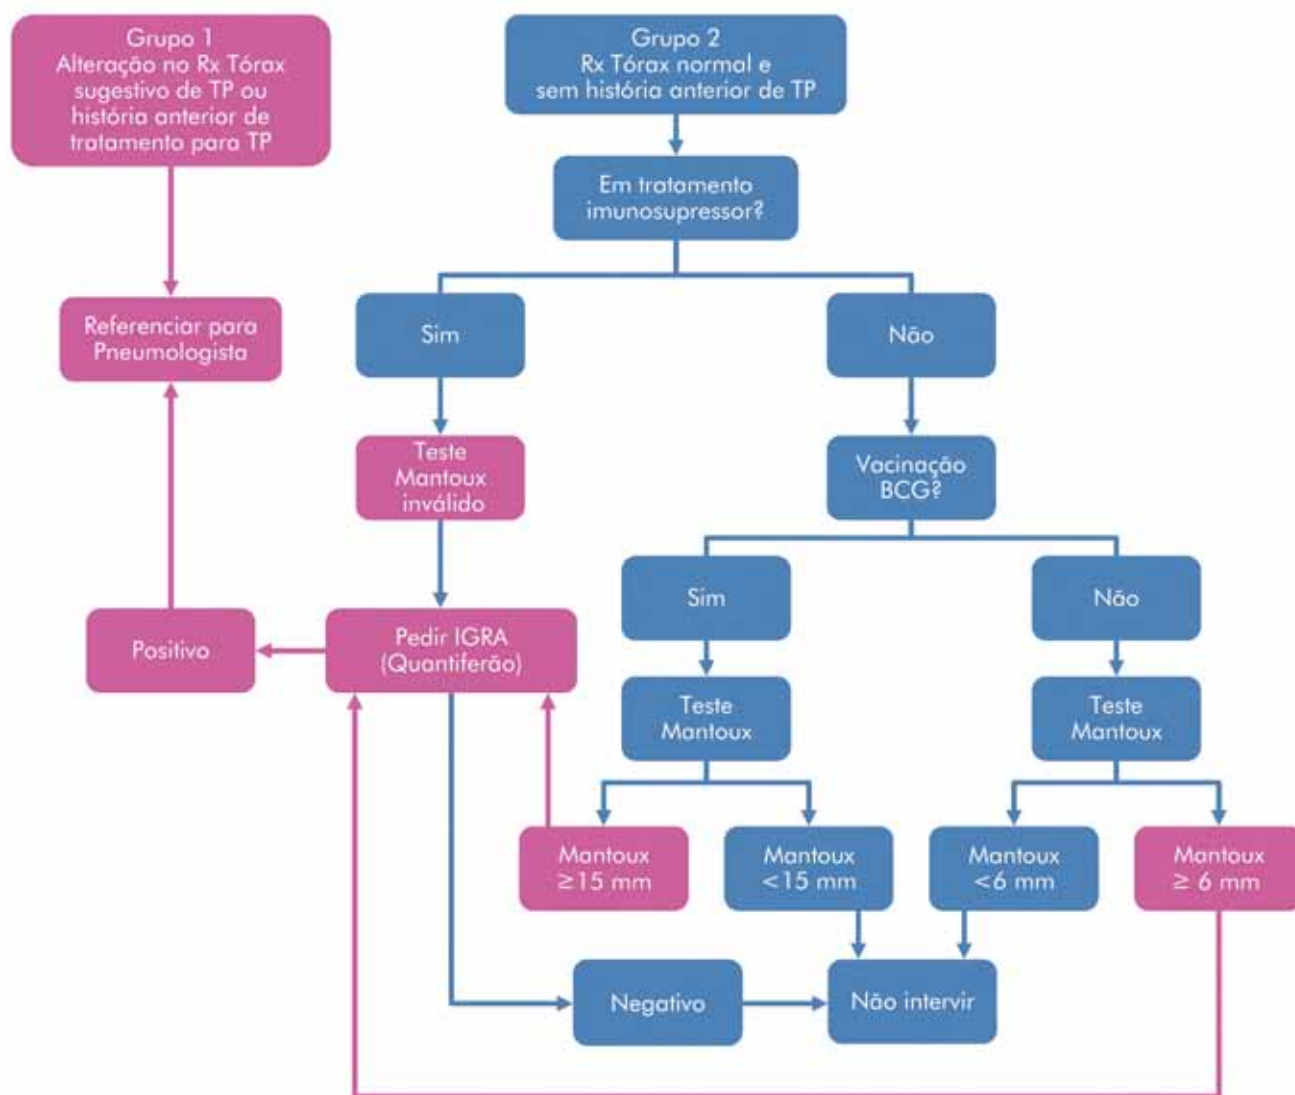 Grupo 1
Alteração no Rx Tórax
sugestivo de TP ou
história anterior de
tratamento para TP
Grupo 2
Rx Tórax normal e
sem história anterior de TP
Em tratamento
imunosupressor?
Referenciar para
Pneumologista
Sim
Não
Teste
Mantoux
inválido
Vacinação
BCG?
Sim
Não
Positivo
Pedir IGRA
(Quantiferão)
Teste
Mantoux
Teste
Mantoux
Mantoux
≥15 mm
Mantoux
<15 mm
Mantoux
<6 mm
Mantoux
≥ 6 mm
Negativo
Não intervir